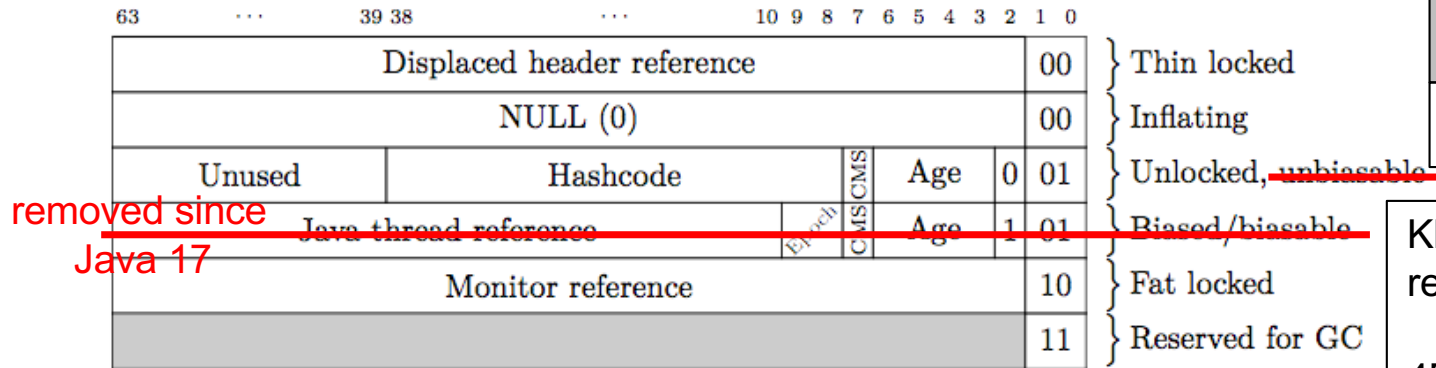 63 ··· 39 38 ··· 10 9 8 7 6 5 4 3 2 1 0
Displaced header reference 00 } Thin locked
NULL (0) 00 } Inflating
Unused Hashcode CMS Age 0 01 } Unlocked, unbiasable
removed since
Java thread reference Epoch CMS Age 1 01 } Biased/biasable
Java 17
Monitor reference 10 } Fat locked
11 } Reserved for GC
re